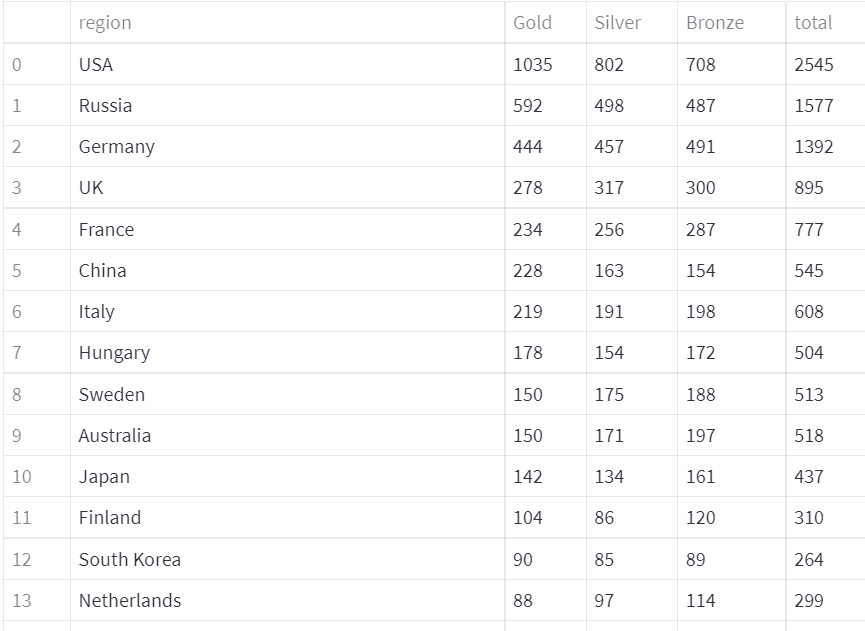 region Gold Silver Bronze total
0 USA 1035 802 708 2545
1 Russia 592 498 487 1577
2 Germany 444 457 491 1392
3 UK 278 317 300 895
4 France 234 256 287 777
5 China 228 163 154 545
6 Italy 219 191 198 608
7 Hungary 178 154 172 504
8 Sweden 150 175 188 513
9 Australia 150 171 197 518
10 Japan 142 134 161 437
11 Finland 104 86 120 310
12 South Korea 90 85 89 264
13 Netherlands 88 97 114 299